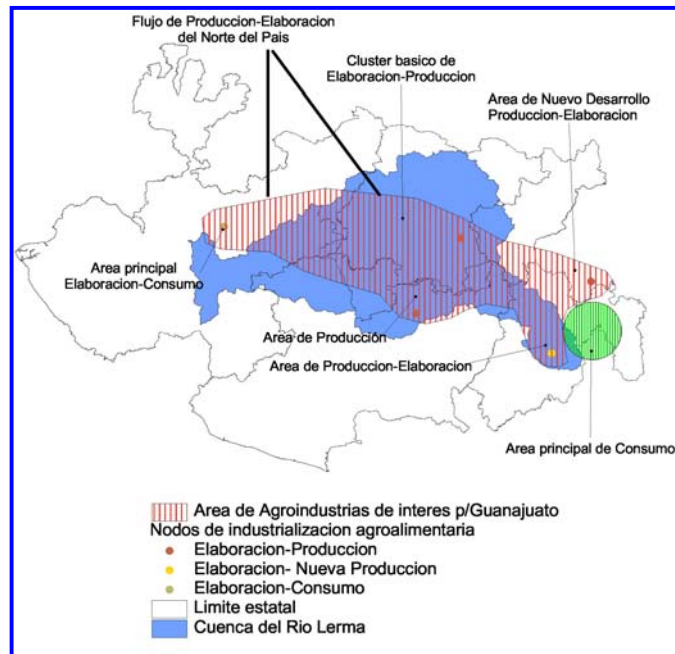 Flujo de Produccion-Elaboracion
del Norte del Pais
Cluster basico de
Elaboracion-Produccion
Area de Nuevo Desarrollo
Produccion-Elaboracion
Area principal
Elaboracion-Consumo
Area de Producción
Area de Produccion-Elaboracion
Area principal de Consumo
Area de Agroindustrias de interes p/Guanajuato
Nodos de industrializacion agroalimentaria
Elaboracion-Produccion
Elaboracion- Nueva Produccion
Elaboracion-Consumo
Limite estatal
Cuenca del Rio Lerma